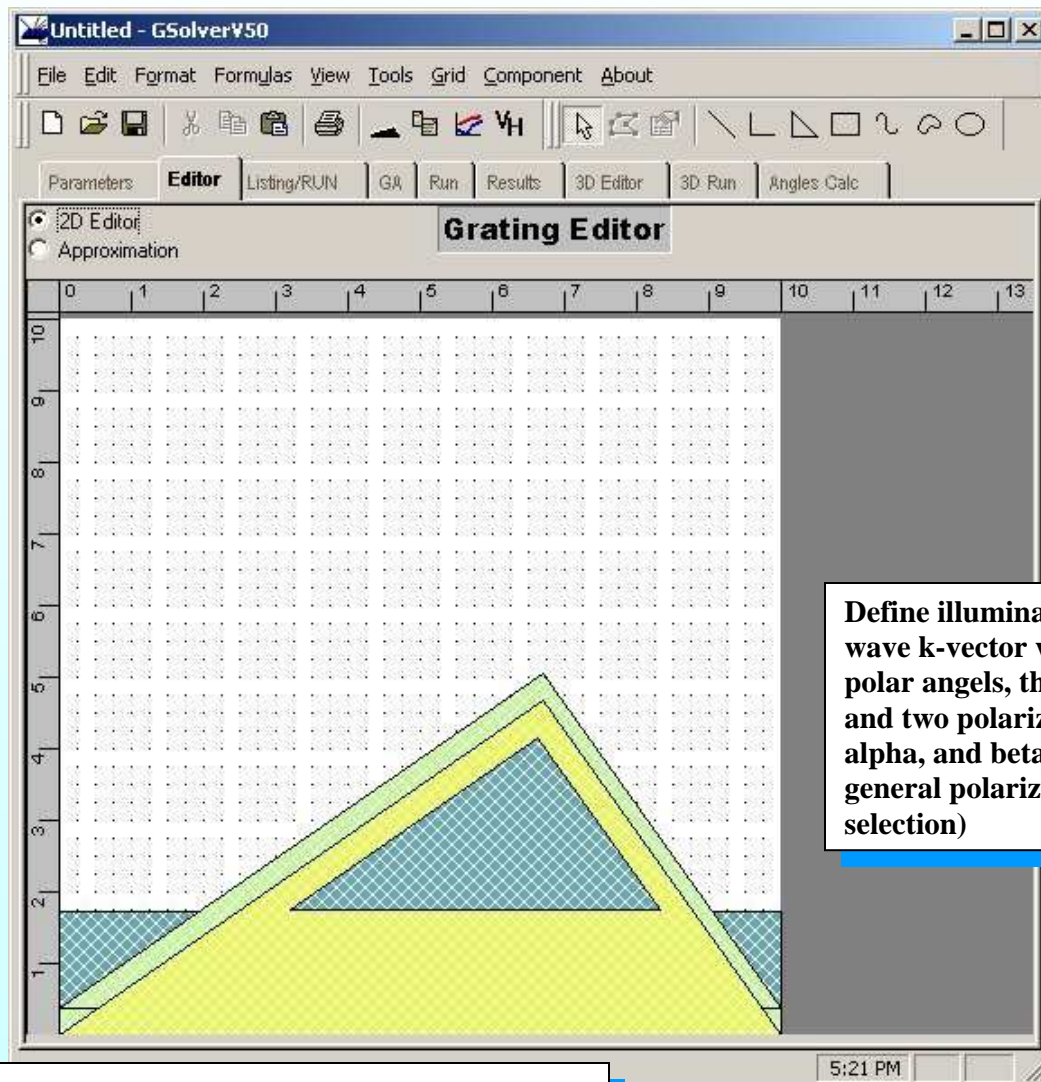 Untitled - GSolverV50
File Edit Format Formulas View Tools Grid Component About
VH
Parameters Editor Listing/RUN GA Run Results 3D Editor 3D Run Angles Calc
2D Editor
Approximation
Grating Editor
0 1 2 3 4 5 6 7 8 9 10 11 12 13
10
9
8
7
6
5
4
3
2
1
Define illumina
wave k-vector
polar angels, th
and two polariz
alpha, and beta
general polariz
selection)
5:21 PM